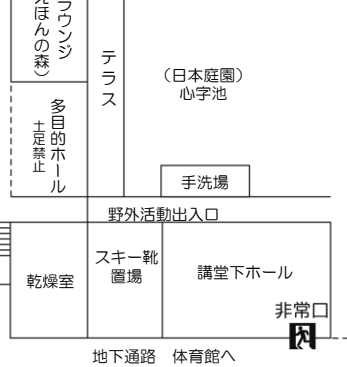 ラウンジ
えほんの森）
テラス
（日本庭園）
心字池
多目的ホール
土足禁止
手洗場
野外活動出入口
乾燥室
スキー靴
置場
講堂下ホール
非常口
地下通路　体育館へ